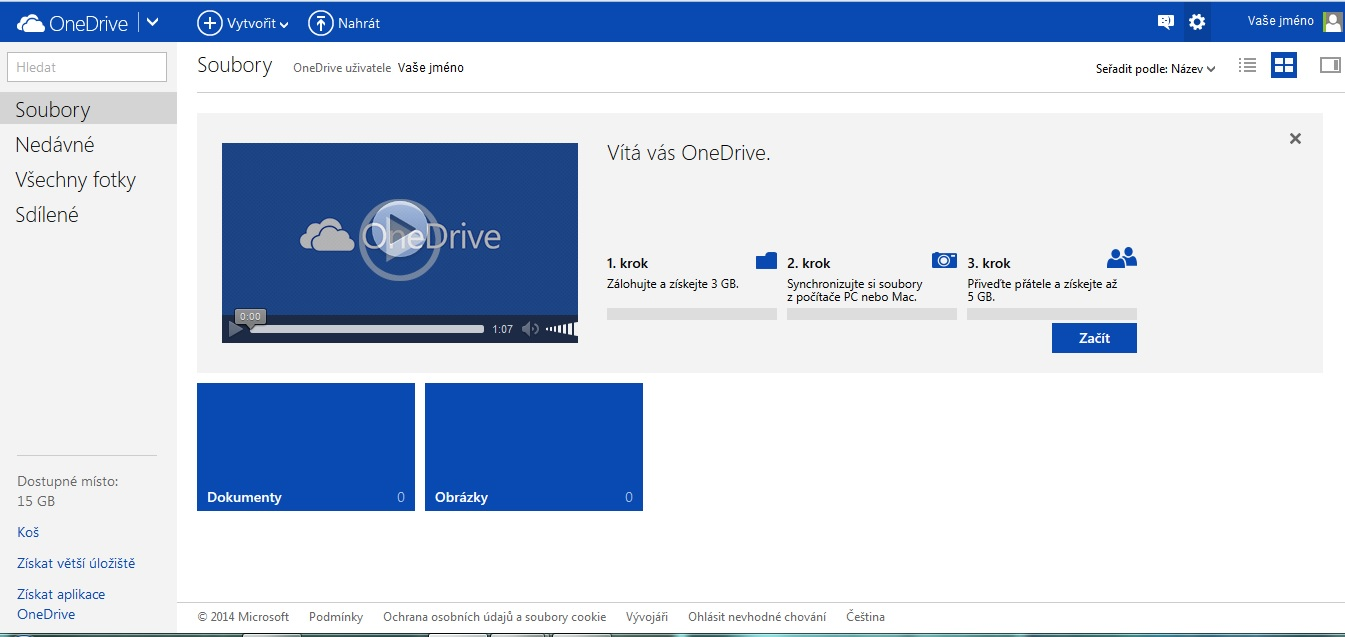 OneDrive
Vytvořit
Nahrát
Vaše jméno
Hledat
Soubory
Nedávné
Všechny fotky
Sdílené
Dostupné místo:
15 GB
Koš
Získat větší úložiště
Získat aplikace
OneDrive
Soubory OneDrive uživatele Vaše jméno
Seřadit podle: Název
OneDrive
0:00
1:07
Vítá vás OneDrive.
1. krok
Zálohujte a získejte 3 GB.
2. krok
Synchronizujte si soubory
z počítače PC nebo Mac.
3. krok
Přiveďte přátele a získejte až
5 GB.
Začít
Dokumenty 0
Obrázky 0
© 2014 Microsoft Podmínky Ochrana osobních údajů a soubory cookie Vývojáři Ohlásit nevhodné chování Čeština